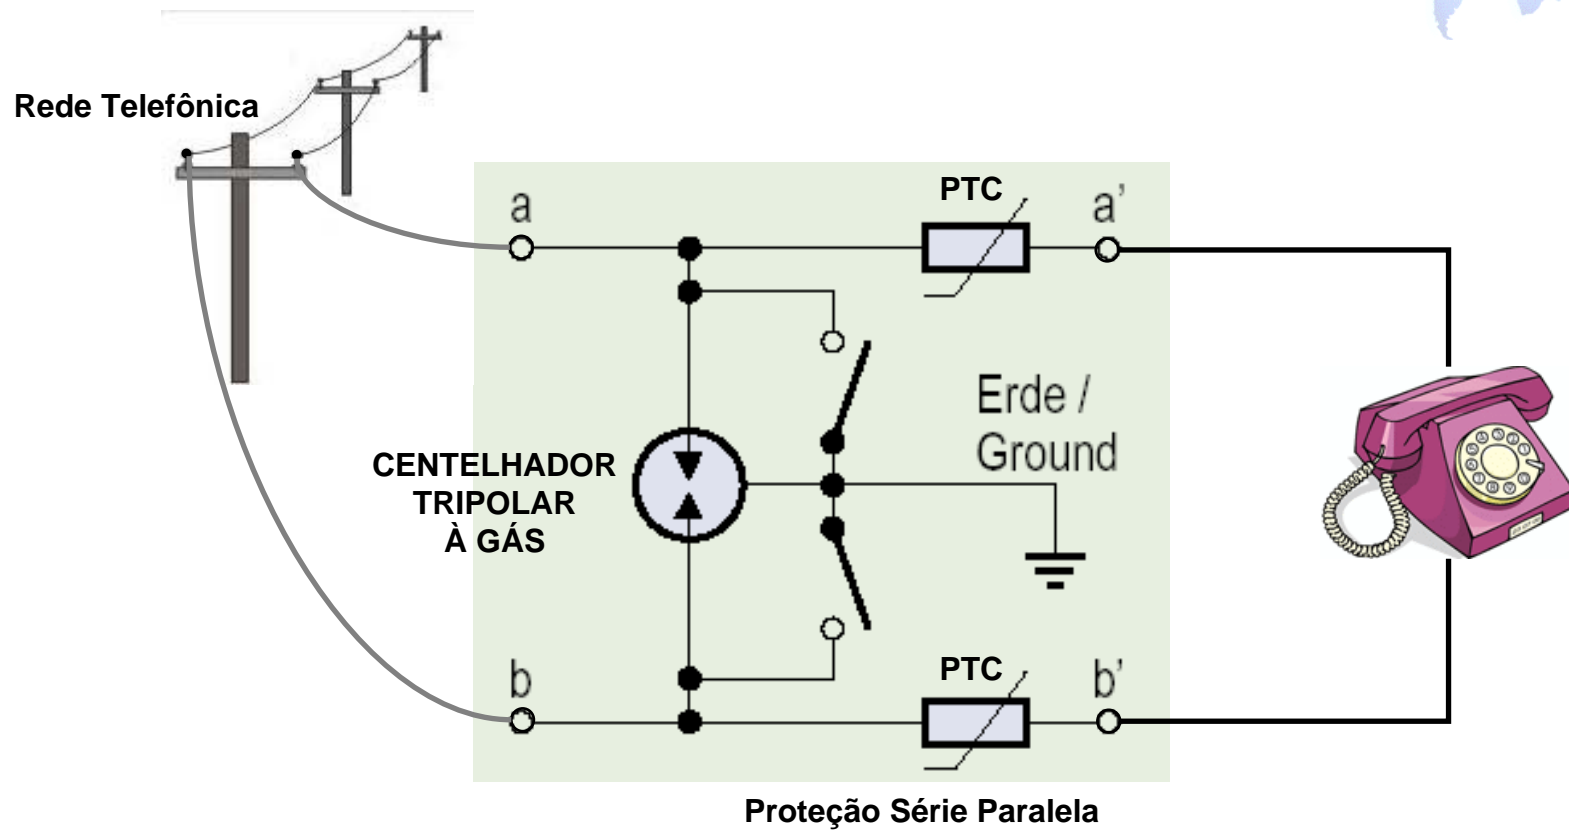 Rede Telefônica
a
PTC
a'
Erde /
Ground
CENTELHADOR
TRIPOLAR
À GÁS
b
PTC
b'
Proteção Série Paralela